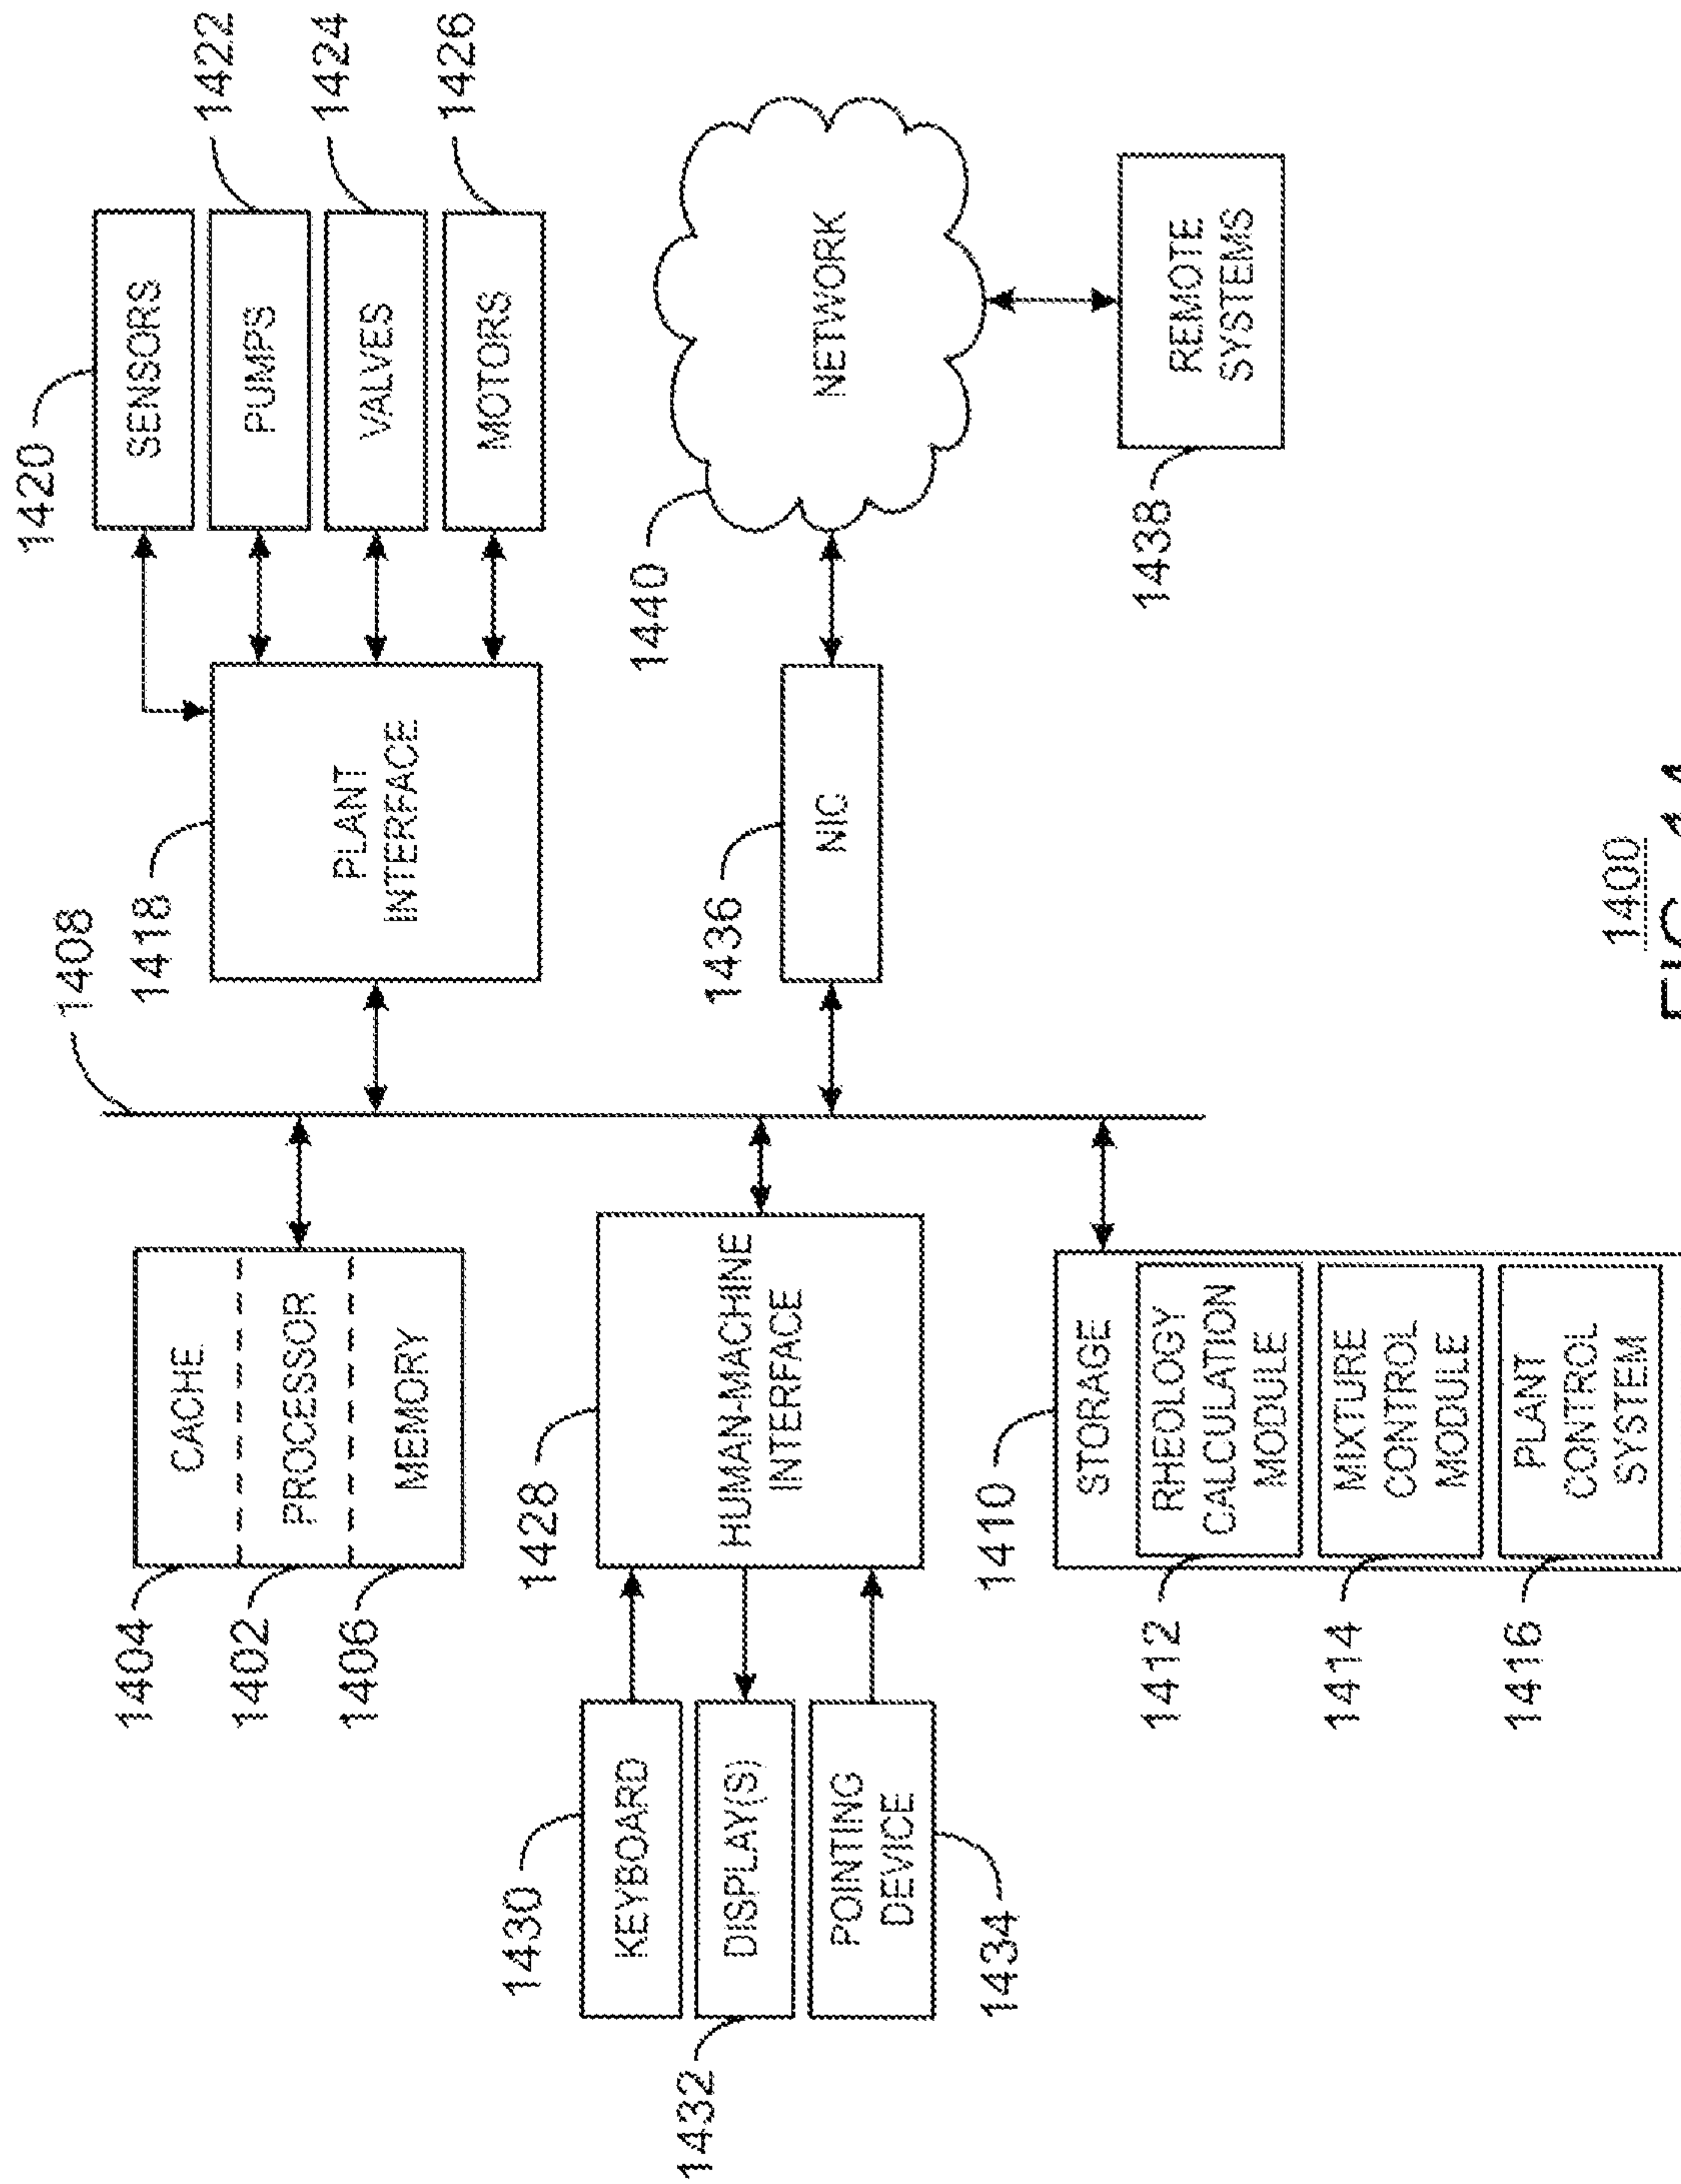 1408
1404
CACHE
1402
PROCESSOR
1406
MEMORY
1418
PLANT
INTERFACE
1420
SENSORS
PUMPS
1422
VALVES
1424
MOTORS
1426
1428
HUMAN-MACHINE
INTERFACE
1430
KEYBOARD
1432
DISPLAY(S)
POINTING
DEVICE
1434
1436
NIC
1440
NETWORK
1438
REMOTE
SYSTEMS
1410
STORAGE
1412
RHEOLOGY
CALCULATION
MODULE
1414
MIXTURE
CONTROL
MODULE
1416
PLANT
CONTROL
SYSTEM
1400